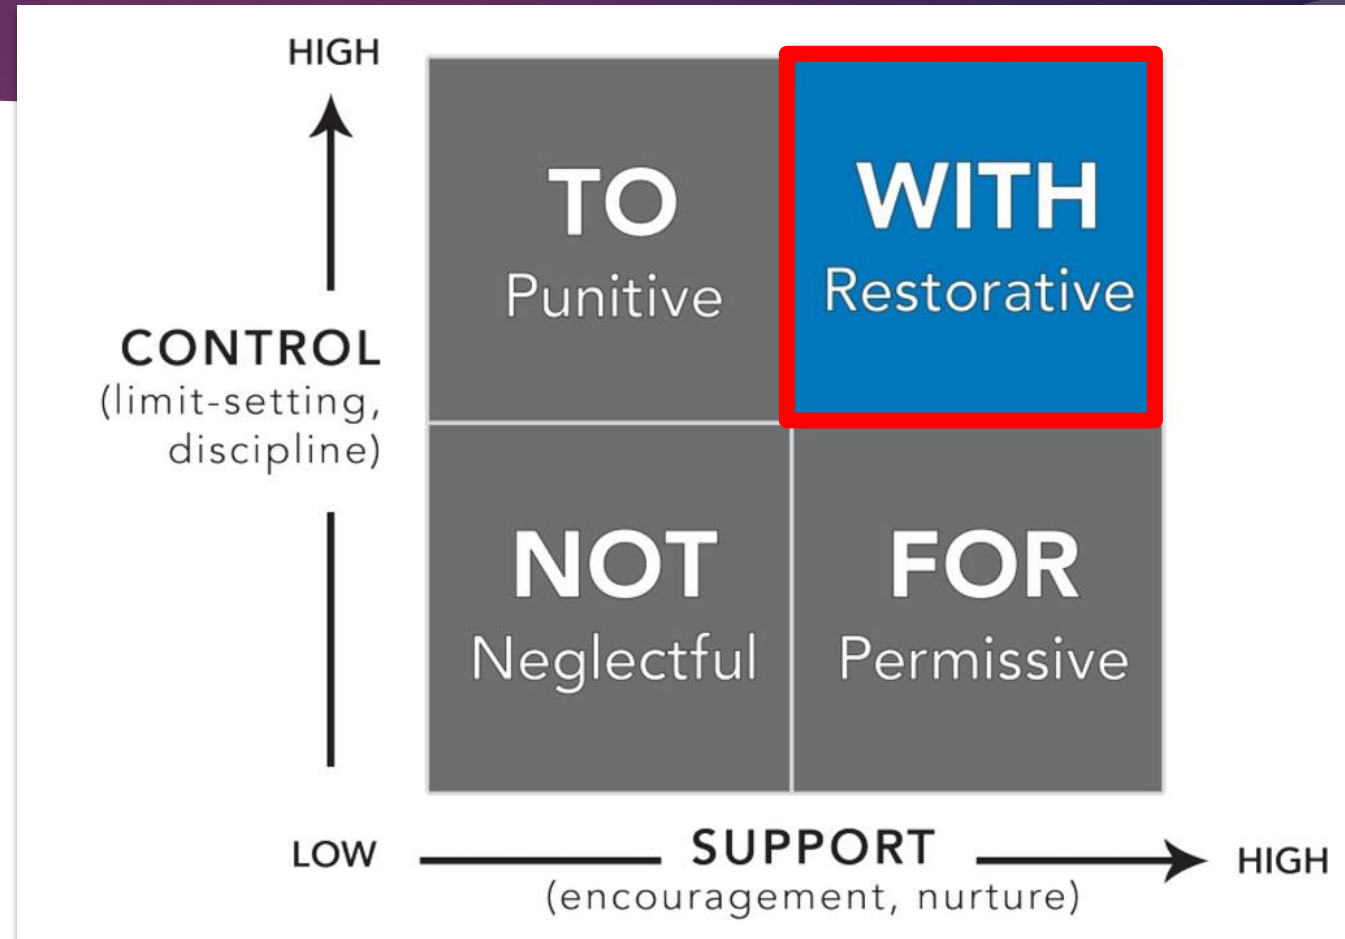 HIGH
TO
Punitive
WITH
Restorative
CONTROL
(limit-setting,
discipline)
NOT
Neglectful
FOR
Permissive
LOW
SUPPORT
(encouragement, nurture)
HIGH